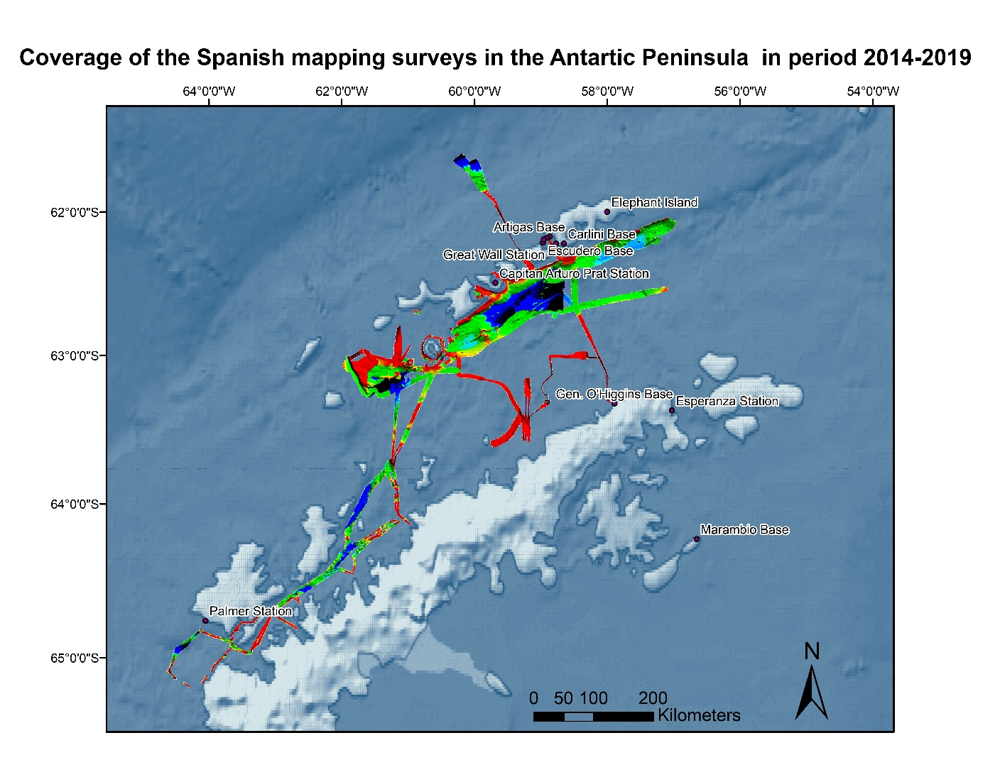 Coverage of the Spanish mapping surveys in the Antartic Peninsula  in period 2014-2019
64°0'0"W 62°0'0"W 60°0'0"W 58°0'0"W 56°0'0"W 54°0'0"W
62°0'0"S
Elephant Island
Artigas Base
Carlini Base
Great Wall Station
Escudero Base
Capitan Arturo Prat Station
63°0'0"S
Gen. O'Higgins Base
Esperanza Station
64°0'0"S
Marambio Base
Palmer Station
65°0'0"S
N
0 50 100 200
Kilometers